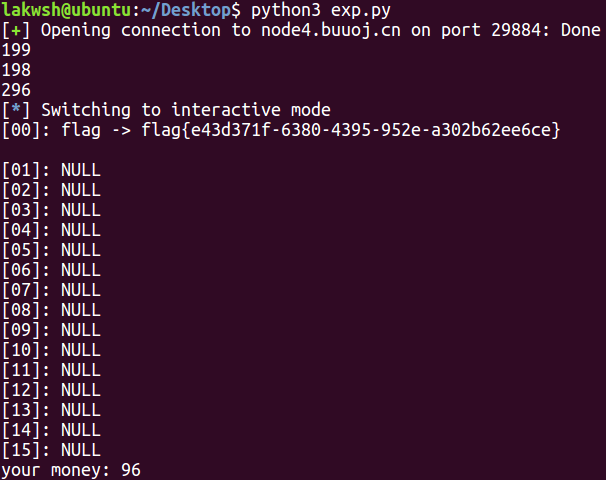 lakwsh@ubuntu:~/Desktop$ python3 exp.py
[+] Opening connection to node4.buuoj.cn on port 29884: Done
199
198
296
[*] Switching to interactive mode
[00]: flag -> flag{e43d371f-6380-4395-952e-a302b62ee6ce}
[01]: NULL
[02]: NULL
[03]: NULL
[04]: NULL
[05]: NULL
[06]: NULL
[07]: NULL
[08]: NULL
[09]: NULL
[10]: NULL
[11]: NULL
[12]: NULL
[13]: NULL
[14]: NULL
[15]: NULL
your money: 96